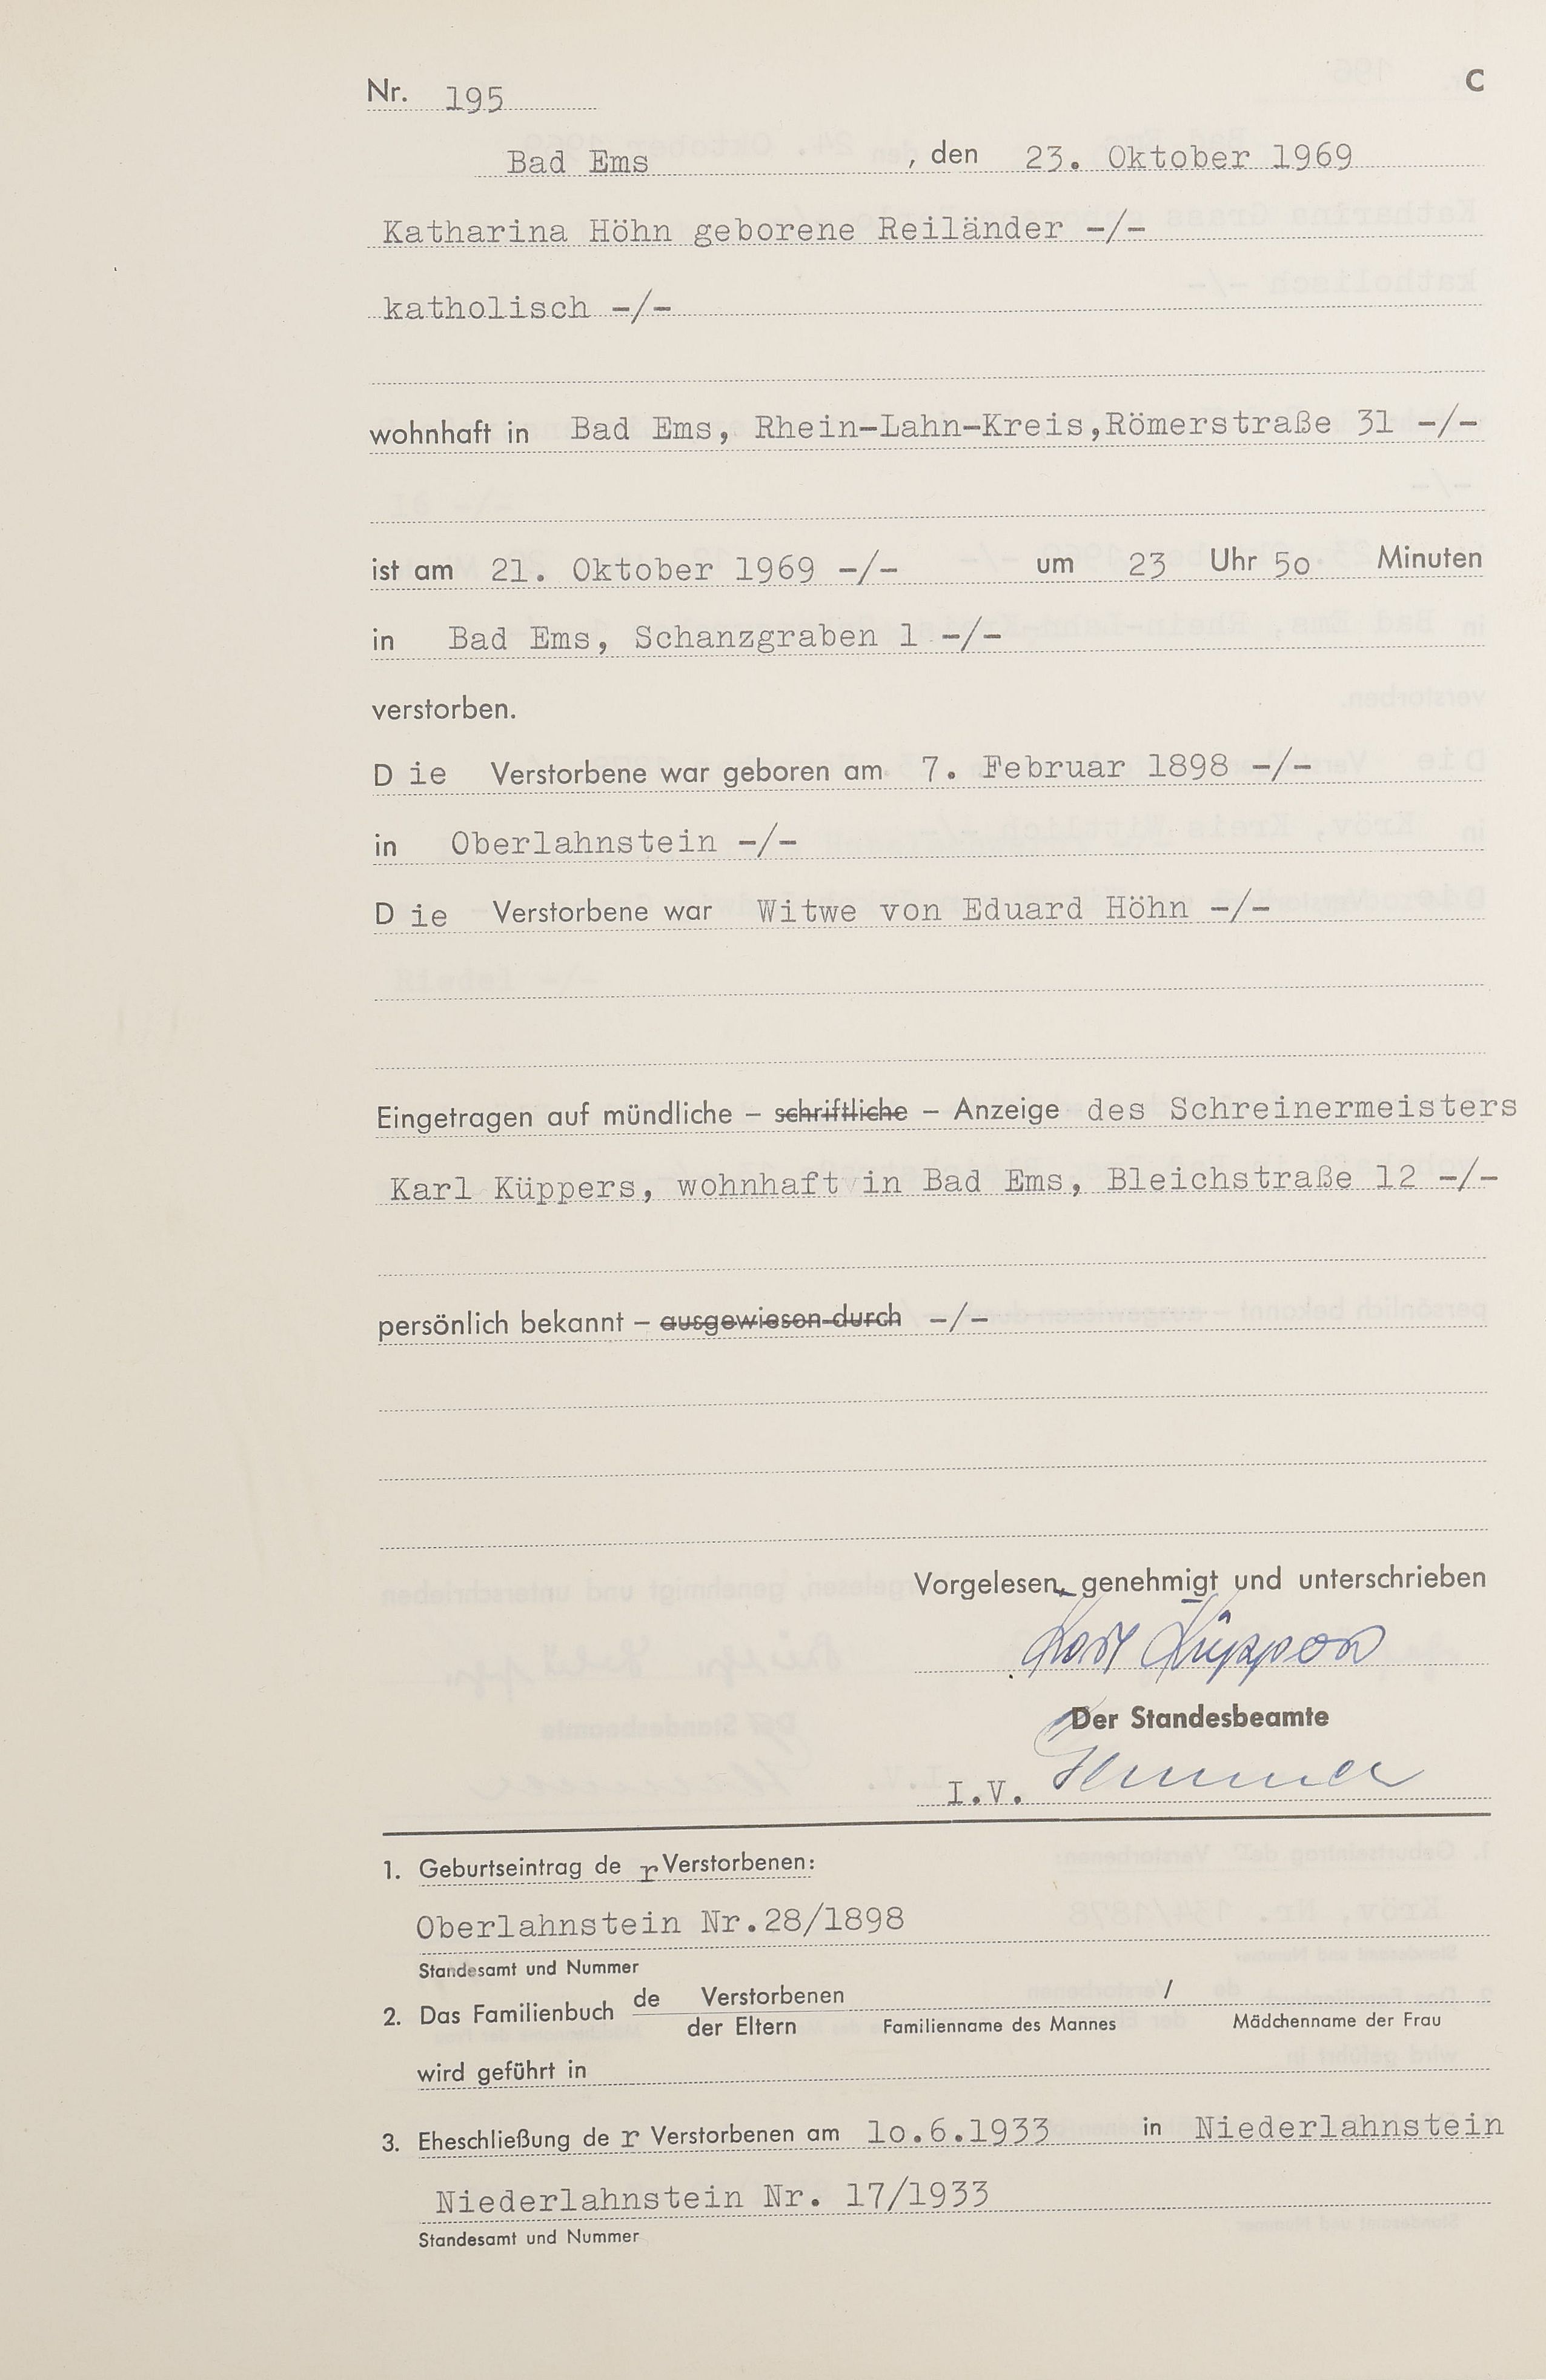 Nr. 195 C
Bad Ems, den 23. Oktober 1969
Katharina Höhn geborene Reiländer -/-
katholisch -/-
wohnhaft in Bad Ems, Rhein-Lahn-Kreis,Römerstraße 31 -/-
ist am 21. Oktober 1969 -/- um 23 Uhr 5o Minuten
in Bad Ems, Schanzgraben 1 -/-
verstorben.
D ie Verstorbene war geboren am 7. Februar 1898 -/-
in Oberlahnstein -/-
D ie Verstorbene war Witwe von Eduard Höhn -/-
Eingetragen auf mündliche – schriftliche – Anzeige des Schreinermeisters
Karl Küppers, wohnhaft in Bad Ems, Bleichstraße 12 -/-
persönlich bekannt – ausgewiesen durch -/-
Vorgelesen, genehmigt und unterschrieben
Karl Küppers
Der Standesbeamte
I.V.
1. Geburtseintrag de r Verstorbenen:
Oberlahnstein Nr.28/1898
Standesamt und Nummer
2. Das Familienbuch de Verstorbenen /
der Eltern Familienname des Mannes Mädchenname der Frau
wird geführt in
3. Eheschließung de r Verstorbenen am 1o.6.1933 in Niederlahnstein
Niederlahnstein Nr. 17/1933
Standesamt und Nummer